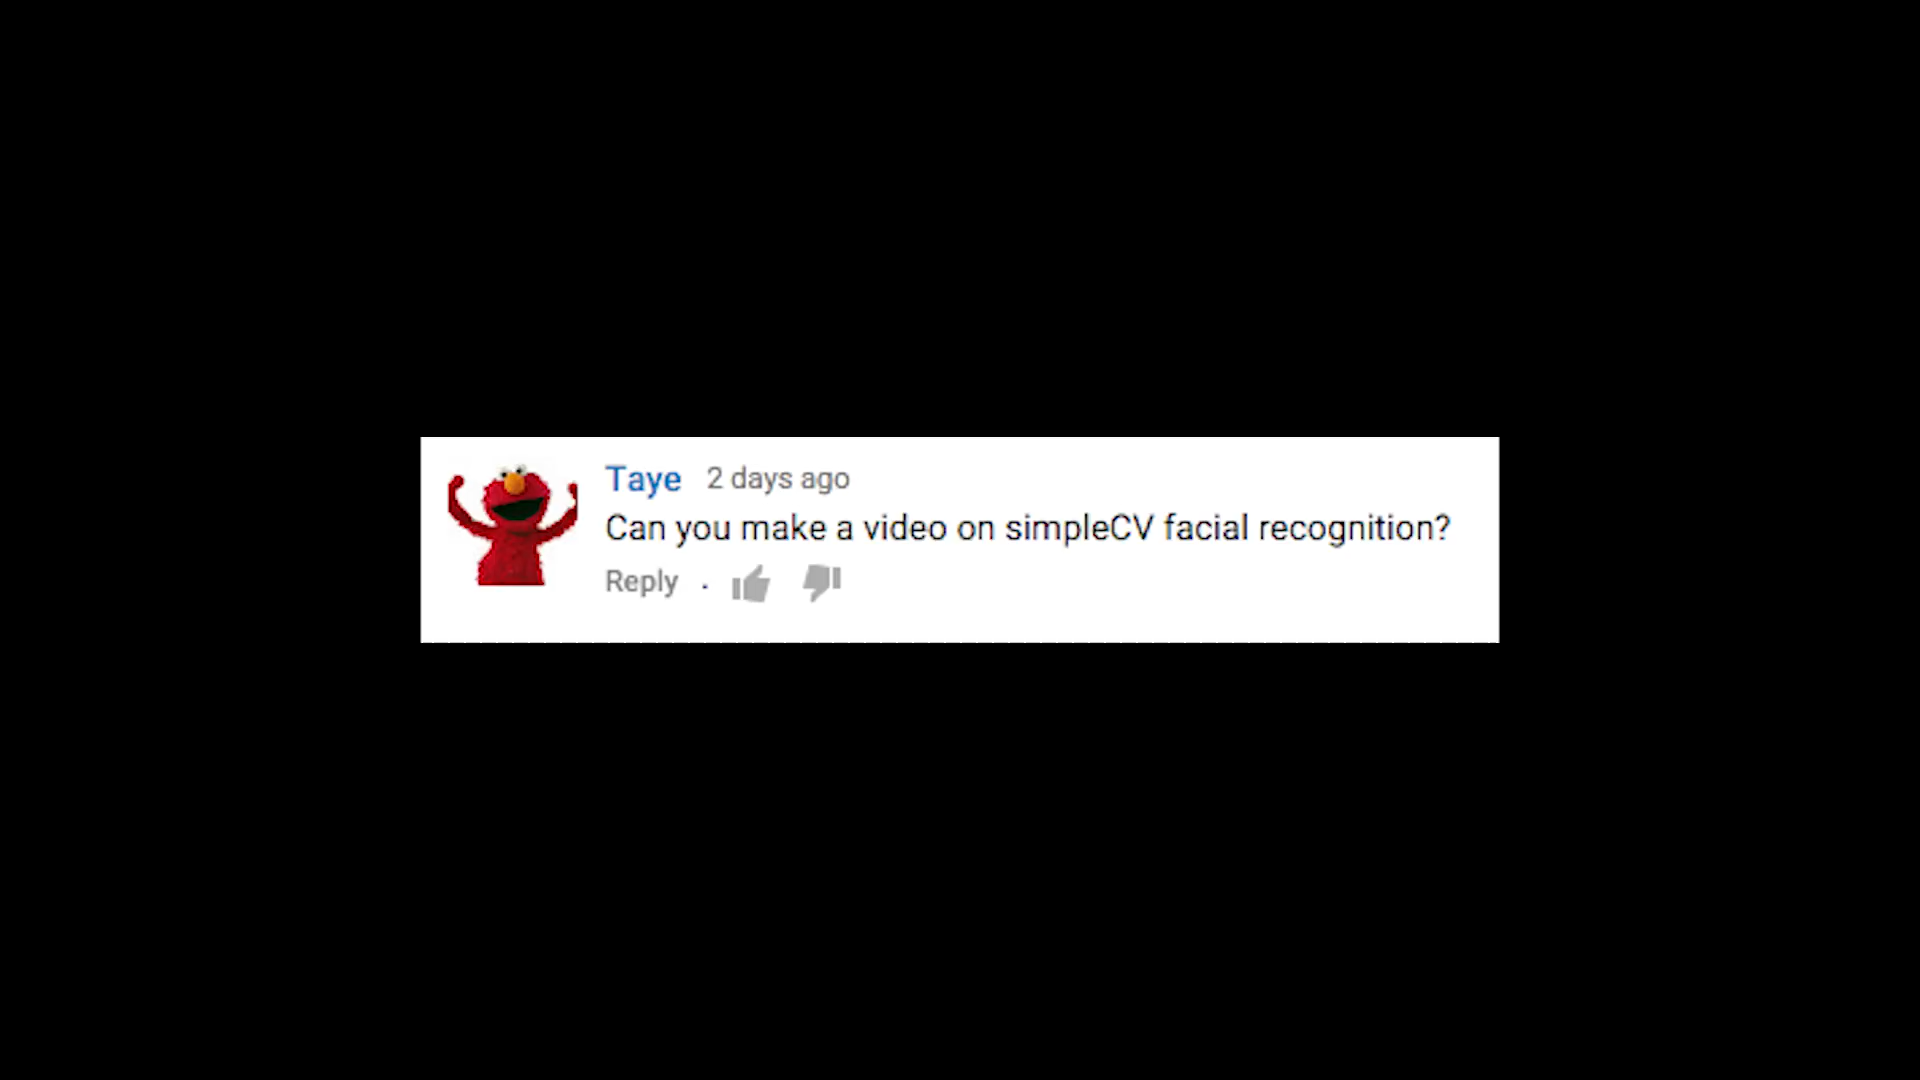 Taye 2 days ago
Can you make a video on simpleCV facial recognition?
Reply .